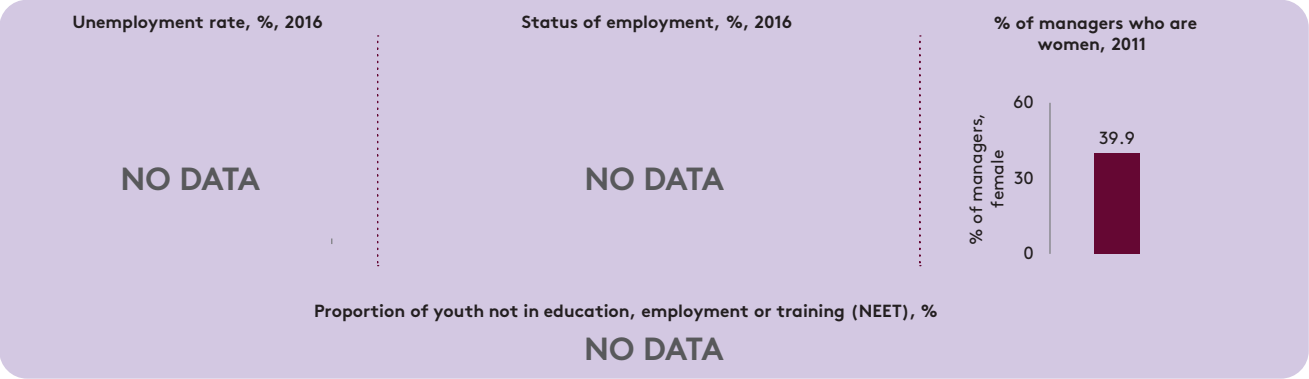 Unemployment rate, %, 2016
NO DATA
Status of employment, %, 2016
NO DATA
% of managers who are
women, 2011
% of managers,
female
60
30
0
39.9
Proportion of youth not in education, employment or training (NEET), %
NO DATA